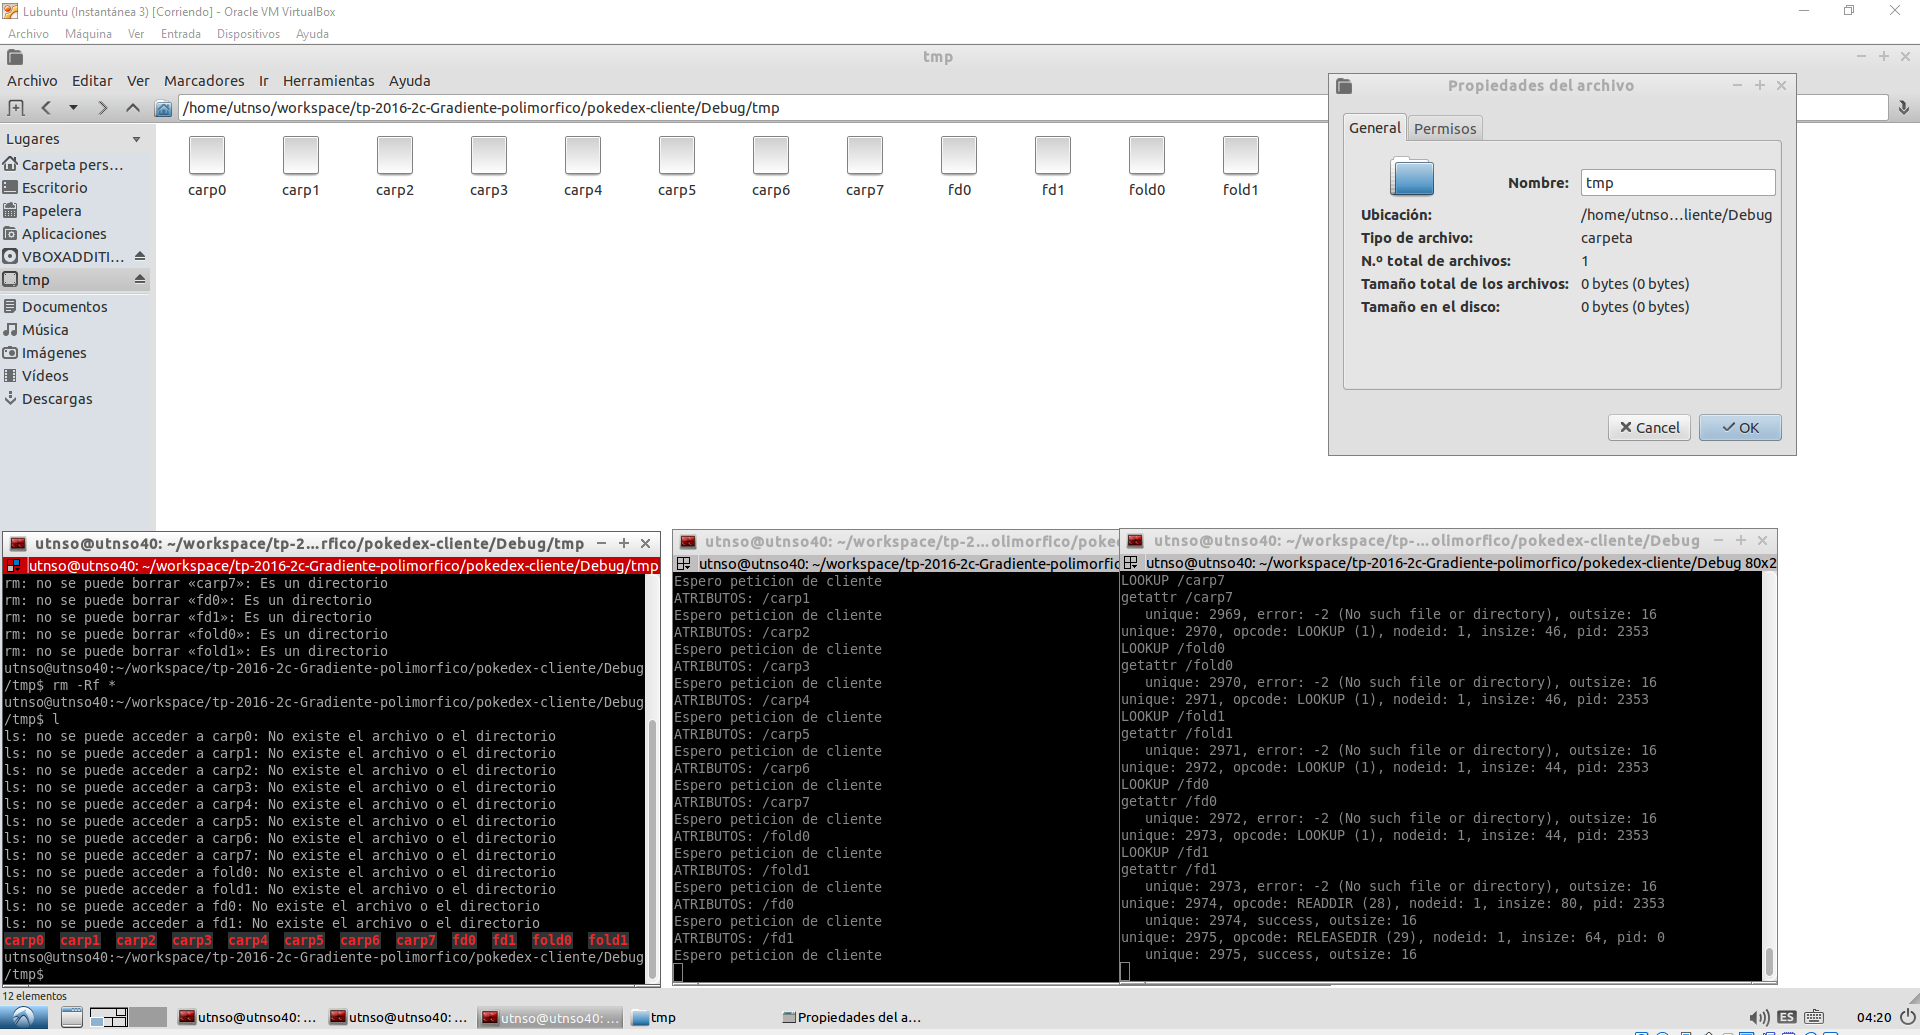 Lubuntu (Instantánea 3) [Corriendo] - Oracle VM VirtualBox
Archivo Máquina Ver Entrada Dispositivos Ayuda
tmp
Archivo Editar Ver Marcadores Ir Herramientas Ayuda
/home/utnso/workspace/tp-2016-2c-Gradiente-polimorfico/pokedex-cliente/Debug/tmp
Lugares
Carpeta pers...
Escritorio
Papelera
Aplicaciones
VBOXADDITI...
tmp
Documentos
Música
Imágenes
Vídeos
Descargas
carp0 carp1 carp2 carp3 carp4 carp5 carp6 carp7 fd0 fd1 fold0 fold1
Propiedades del archivo
General Permisos
Nombre: tmp
Ubicación: /home/utnso...liente/Debug
Tipo de archivo: carpeta
N.º total de archivos: 1
Tamaño total de los archivos: 0 bytes (0 bytes)
Tamaño en el disco: 0 bytes (0 bytes)
Cancel OK
utnso@utnso40: ~/workspace/tp-2...rfico/pokedex-cliente/Debug/tmp
utnso@utnso40: ~/workspace/tp-2016-2c-Gradiente-polimorfico/pokedex-cliente/Debug/tmp
rm: no se puede borrar «carp7»: Es un directorio
rm: no se puede borrar «fd0»: Es un directorio
rm: no se puede borrar «fd1»: Es un directorio
rm: no se puede borrar «fold0»: Es un directorio
rm: no se puede borrar «fold1»: Es un directorio
utnso@utnso40:~/workspace/tp-2016-2c-Gradiente-polimorfico/pokedex-cliente/Debug
/tmp$ rm -Rf *
utnso@utnso40:~/workspace/tp-2016-2c-Gradiente-polimorfico/pokedex-cliente/Debug
/tmp$ l
ls: no se puede acceder a carp0: No existe el archivo o el directorio
ls: no se puede acceder a carp1: No existe el archivo o el directorio
ls: no se puede acceder a carp2: No existe el archivo o el directorio
ls: no se puede acceder a carp3: No existe el archivo o el directorio
ls: no se puede acceder a carp4: No existe el archivo o el directorio
ls: no se puede acceder a carp5: No existe el archivo o el directorio
ls: no se puede acceder a carp6: No existe el archivo o el directorio
ls: no se puede acceder a carp7: No existe el archivo o el directorio
ls: no se puede acceder a fold0: No existe el archivo o el directorio
ls: no se puede acceder a fold1: No existe el archivo o el directorio
ls: no se puede acceder a fd0: No existe el archivo o el directorio
ls: no se puede acceder a fd1: No existe el archivo o el directorio
carp0 carp1 carp2 carp3 carp4 carp5 carp6 carp7 fd0 fd1 fold0 fold1
utnso@utnso40:~/workspace/tp-2016-2c-Gradiente-polimorfico/pokedex-cliente/Debug
/tmp$
utnso@utnso40: ~/workspace/tp-2...olimorfico/poked
utnso@utnso40: ~/workspace/tp-2016-2c-Gradiente-polimorfic
Espero peticion de cliente
ATRIBUTOS: /carp1
Espero peticion de cliente
ATRIBUTOS: /carp2
Espero peticion de cliente
ATRIBUTOS: /carp3
Espero peticion de cliente
ATRIBUTOS: /carp4
Espero peticion de cliente
ATRIBUTOS: /carp5
Espero peticion de cliente
ATRIBUTOS: /carp6
Espero peticion de cliente
ATRIBUTOS: /carp7
Espero peticion de cliente
ATRIBUTOS: /fold0
Espero peticion de cliente
ATRIBUTOS: /fold1
Espero peticion de cliente
ATRIBUTOS: /fd0
Espero peticion de cliente
ATRIBUTOS: /fd1
Espero peticion de cliente
utnso@utnso40: ~/workspace/tp-...olimorfico/pokedex-cliente/Debug
utnso@utnso40: ~/workspace/tp-2016-2c-Gradiente-polimorfico/pokedex-cliente/Debug 80x2
LOOKUP /carp7
getattr /carp7
unique: 2969, error: -2 (No such file or directory), outsize: 16
unique: 2970, opcode: LOOKUP (1), nodeid: 1, insize: 46, pid: 2353
LOOKUP /fold0
getattr /fold0
unique: 2970, error: -2 (No such file or directory), outsize: 16
unique: 2971, opcode: LOOKUP (1), nodeid: 1, insize: 46, pid: 2353
LOOKUP /fold1
getattr /fold1
unique: 2971, error: -2 (No such file or directory), outsize: 16
unique: 2972, opcode: LOOKUP (1), nodeid: 1, insize: 44, pid: 2353
LOOKUP /fd0
getattr /fd0
unique: 2972, error: -2 (No such file or directory), outsize: 16
unique: 2973, opcode: LOOKUP (1), nodeid: 1, insize: 44, pid: 2353
LOOKUP /fd1
getattr /fd1
unique: 2973, error: -2 (No such file or directory), outsize: 16
unique: 2974, opcode: READDIR (28), nodeid: 1, insize: 80, pid: 2353
unique: 2974, success, outsize: 16
unique: 2975, opcode: RELEASEDIR (29), nodeid: 1, insize: 64, pid: 0
unique: 2975, success, outsize: 16
12 elementos
utnso@utnso40: ... utnso@utnso40: ... utnso@utnso40: ... tmp Propiedades del a... ES 04:20